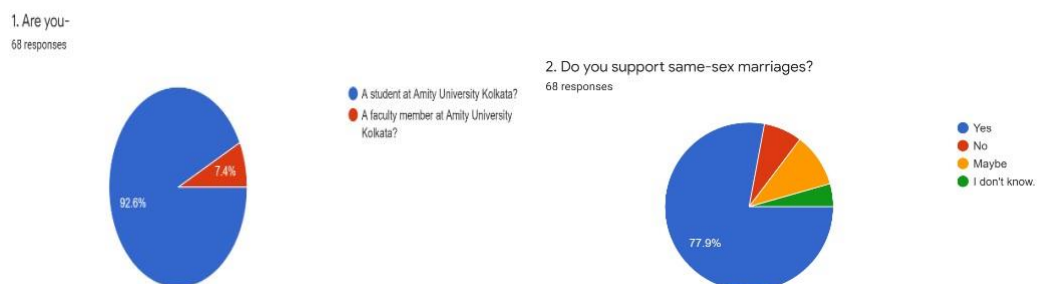 1. Are you-
68 responses
A student at Amity University Kolkata?
A faculty member at Amity University
Kolkata?
7.4%
92.6%
2. Do you support same-sex marriages?
68 responses
Yes
No
Maybe
I don't know.
77.9%